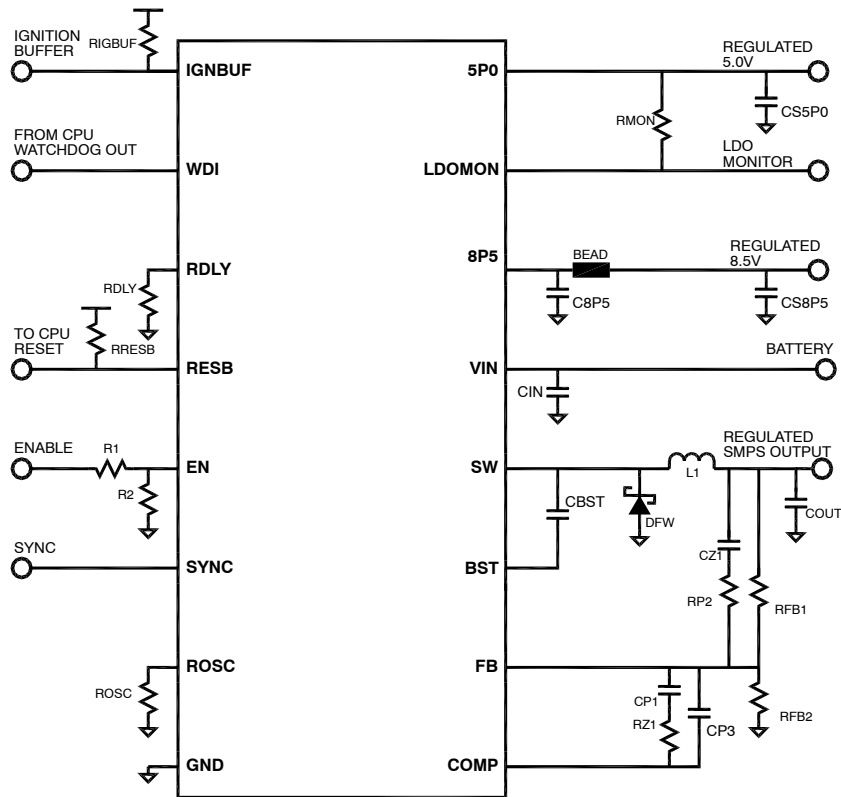 IGNITION
BUFFER
RIGBUF
IGNBUF
5P0
REGULATED
5.0V
CS5P0
RMON
FROM CPU
WATCHDOG OUT
WDI
LDOMON
LDO
MONITOR
RDLY
RDLY
8P5
BEAD
REGULATED
8.5V
C8P5
CS8P5
TO CPU
RESET
RRESB
RESB
VIN
BATTERY
CIN
ENABLE
R1
R2
EN
SW
REGULATED
SMPS OUTPUT
L1
CBST
DFW
COUT
SYNC
SYNC
BST
CZ1
RP2
RFB1
ROSC
ROSC
FB
CP1
RZ1
CP3
RFB2
GND
COMP